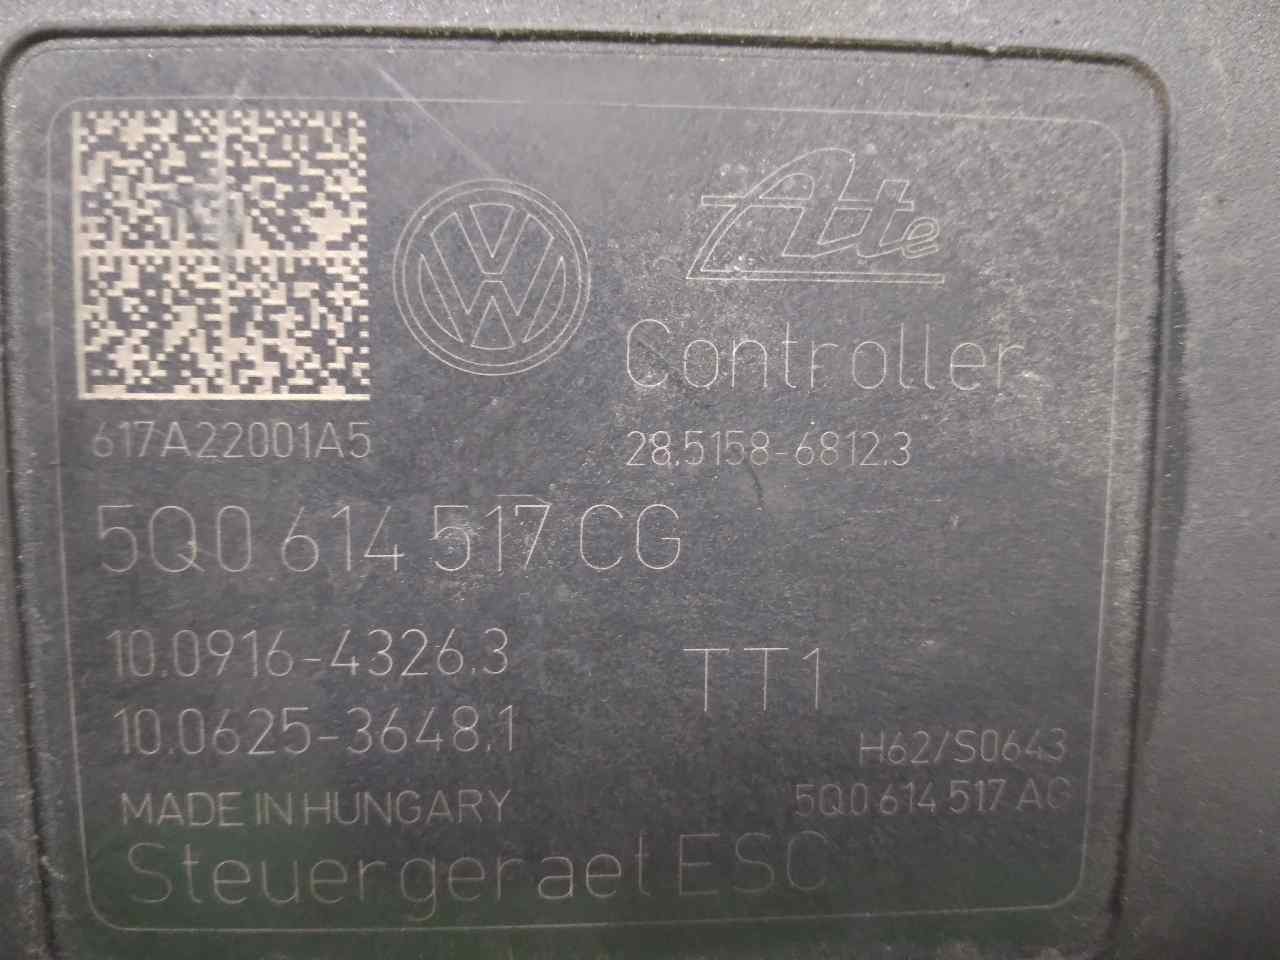 Ate
Controller
617A22001A5
28.5158-6812.3
5Q0 614 517 CG
10.0916-4326.3
TT1
10.0625-3648.1
H62/S0643
MADE IN HUNGARY
5Q0 614 517 AG
Steuergeraet ESC